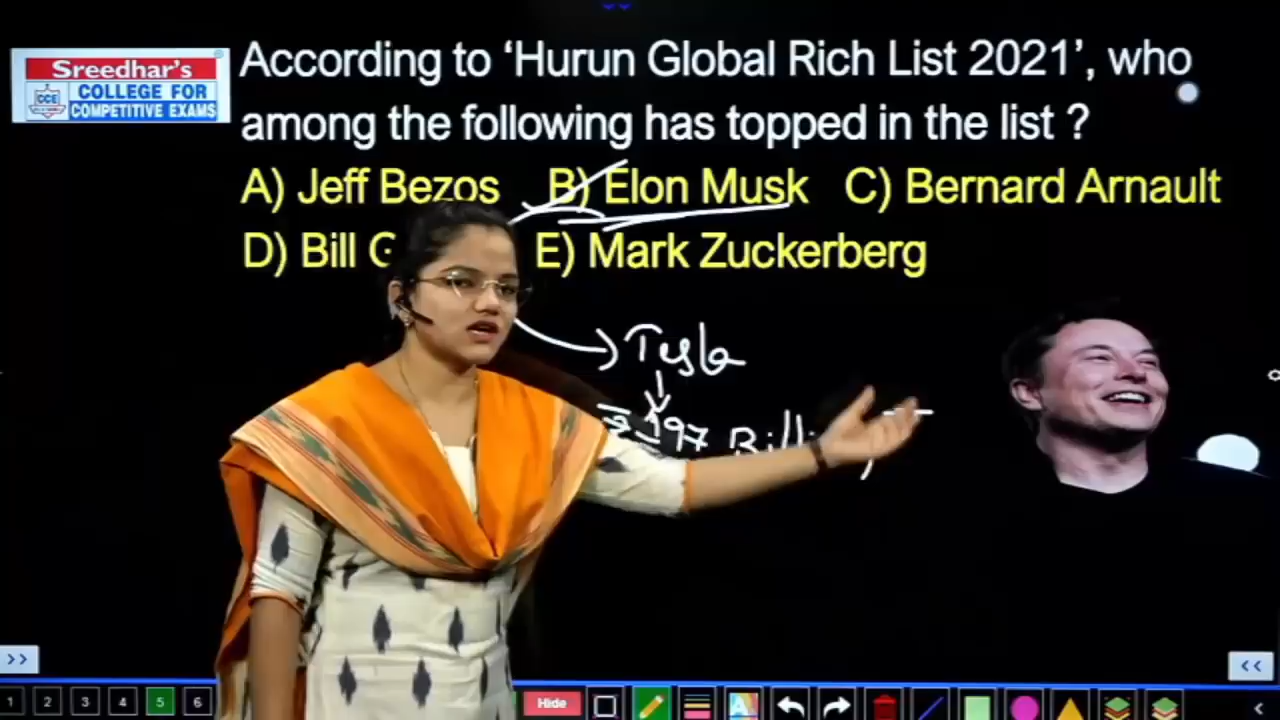 Sreedhar's
CCE
COLLEGE FOR
COMPETITIVE EXAMS
According to ‘Hurun Global Rich List 2021’, who
among the following has topped in the list ?
A) Jeff Bezos B) Elon Musk C) Bernard Arnault
D) Bill E) Mark Zuckerberg
Tesla
197
>>
<<
1 2 3 4 5 6 Hide